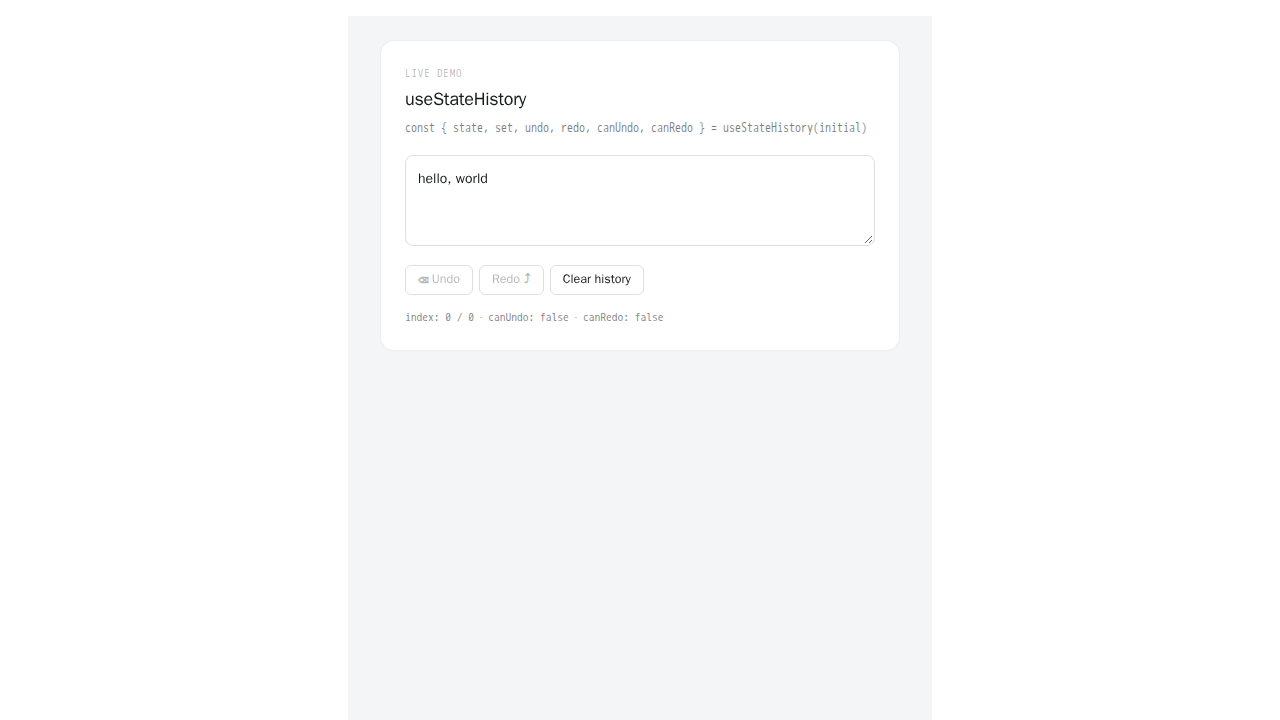 LIVE DEMO
useStateHistory
const { state, set, undo, redo, canUndo, canRedo } = useStateHistory(initial)
hello, world
⌫ Undo
Redo ⤴
Clear history
index: 0 / 0 · canUndo: false · canRedo: false